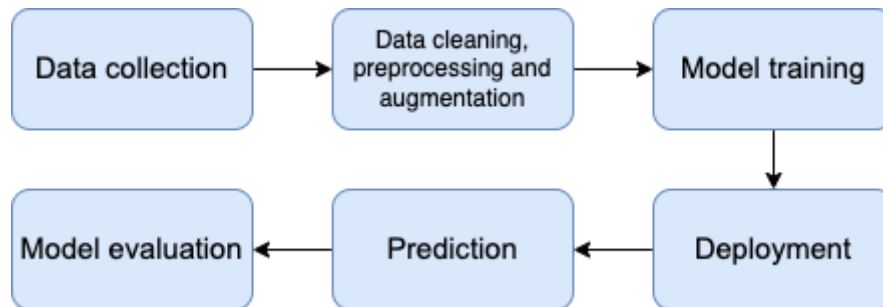 Data collection
Data cleaning,
preprocessing and
augmentation
Model training
Deployment
Prediction
Model evaluation